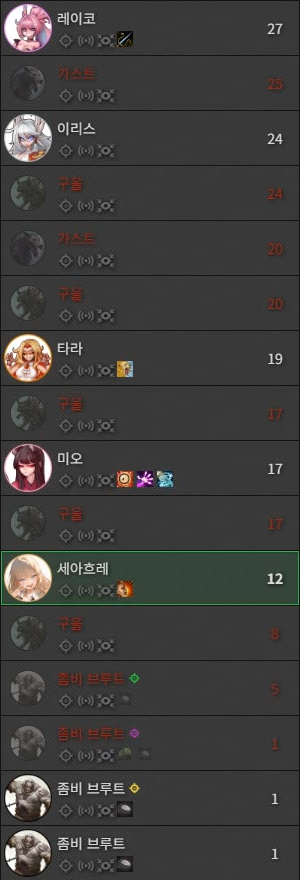 레이코 27
가스트 25
이리스 24
구울 24
가스트 20
구울 20
타라 19
구울 17
미오 17
구울 17
세아흐레 12
구울 8
좀비 브루트 5
좀비 브루트 1
좀비 브루트 1
좀비 브루트 1